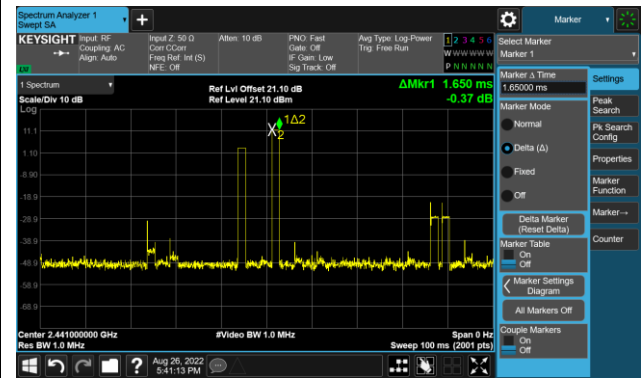 Spectrum Analyzer 1
Swept SA
Marker
KEYSIGHT
Input: RF
Coupling: AC
Align: Auto
Input Z: 50 Ω
Corr CCorr
Freq Ref: Int (S)
NFE: Off
Atten: 10 dB
PNO: Fast
Gate: Off
IF Gain: Low
Sig Track: Off
Avg Type: Log-Power
Trig: Free Run
1 2 3 4 5 6
W W W W W W
P N N N N N
Select Marker
Marker 1
1 Spectrum
Scale/Div 10 dB
Log
Ref Lvl Offset 21.10 dB
Ref Level 21.10 dBm
ΔMkr1 1.650 ms
-0.37 dB
11.1
1.10
-8.90
-18.9
-28.9
-38.9
-48.9
-58.9
-68.9
X
2
1Δ2
Center 2.441000000 GHz
Res BW 1.0 MHz
#Video BW 1.0 MHz
Span 0 Hz
Sweep 100 ms (2001 pts)
Marker Δ Time
1.65000 ms
Marker Mode
Normal
Delta (Δ)
Fixed
Off
Delta Marker
(Reset Delta)
Marker Table
On
Off
Marker Settings
Diagram
All Markers Off
Couple Markers
On
Off
Settings
Peak
Search
Pk Search
Config
Properties
Marker
Function
Marker→
Counter
?
Aug 26, 2022
5:41:13 PM